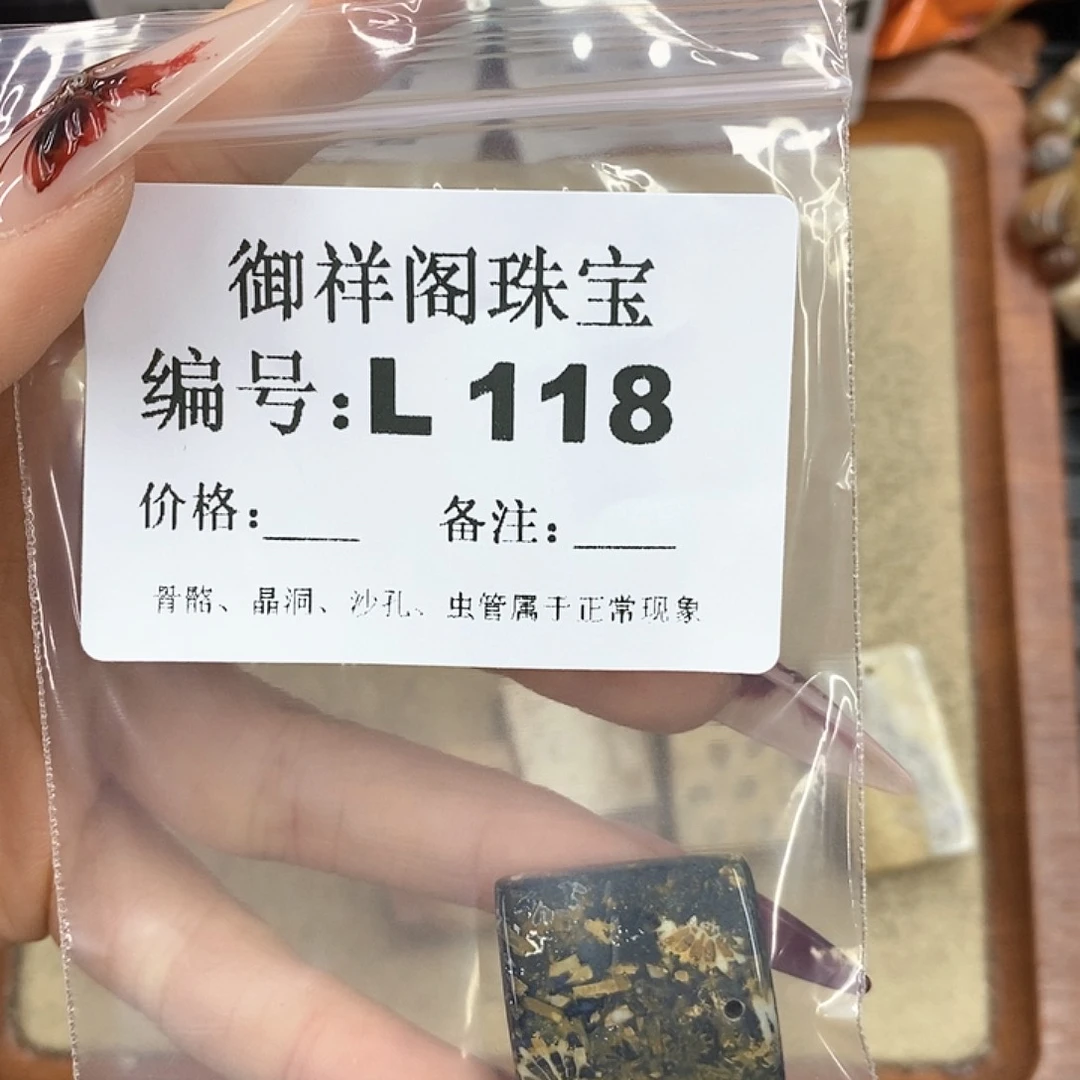 御祥阁珠宝
编号:L 118
价格:____ 备注:____
骨骼、晶洞、沙孔、虫管属于正常现象